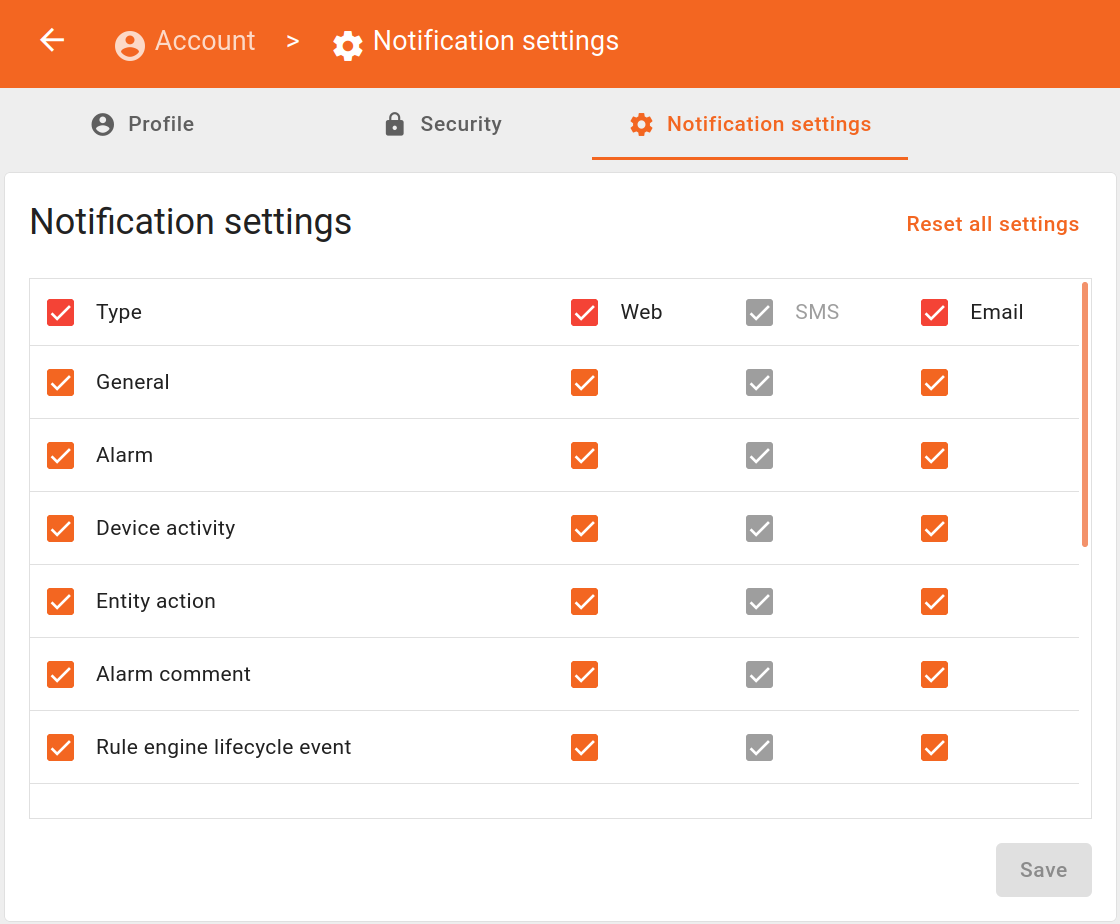 Account > Notification settings
Profile Security Notification settings
Notification settings Reset all settings
Type Web SMS Email
General
Alarm
Device activity
Entity action
Alarm comment
Rule engine lifecycle event
Save